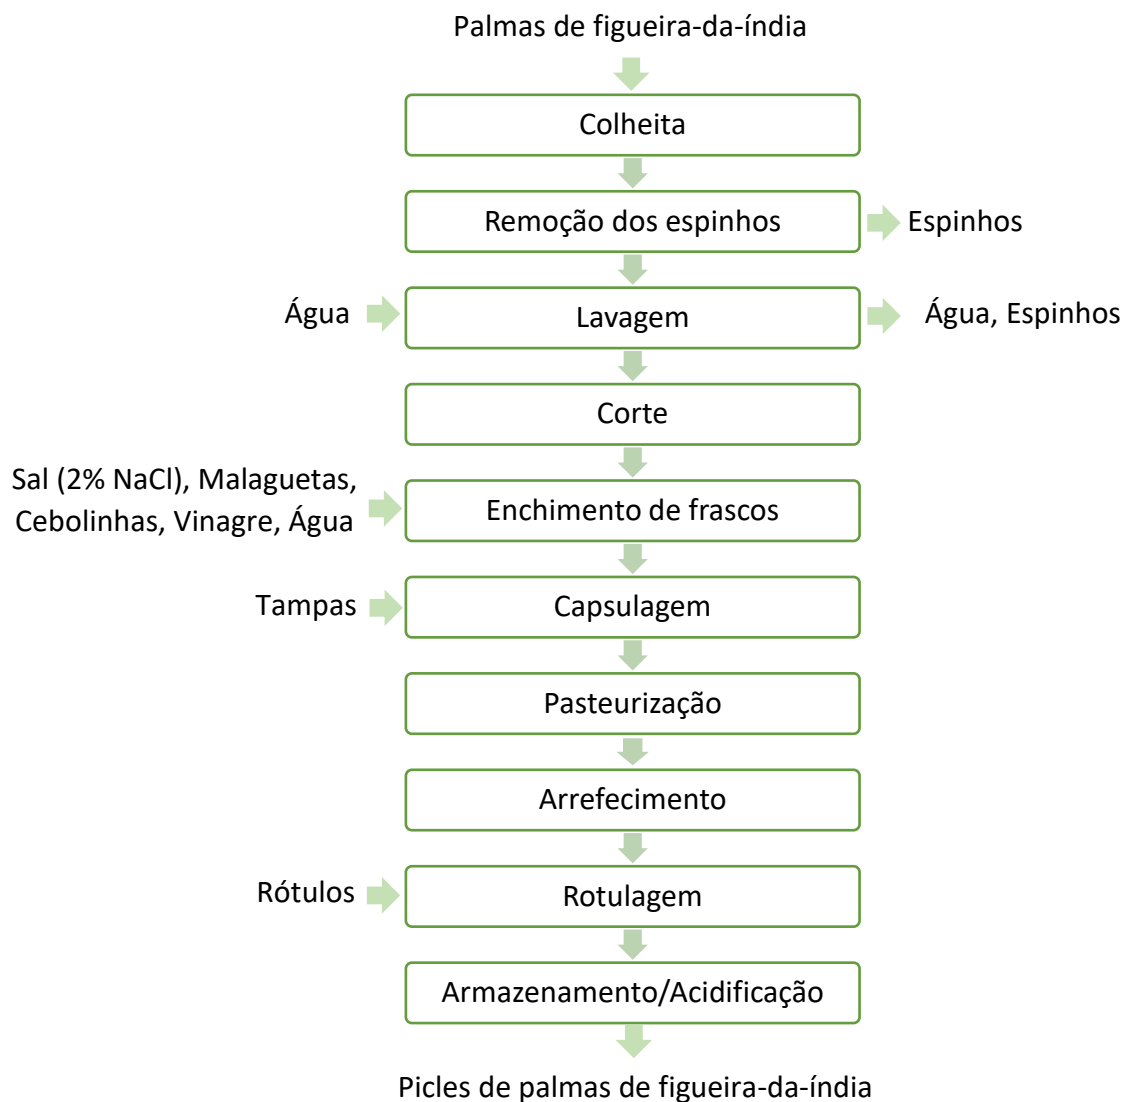 Palmas de figueira-da-índia
Colheita
Remoção dos espinhos
Espinhos
Água
Lavagem
Água, Espinhos
Corte
Sal (2% NaCl), Malaguetas,
Cebolinhas, Vinagre, Água
Enchimento de frascos
Tampas
Capsulagem
Pasteurização
Arrefecimento
Rótulos
Rotulagem
Armazenamento/Acidificação
Picles de palmas de figueira-da-índia